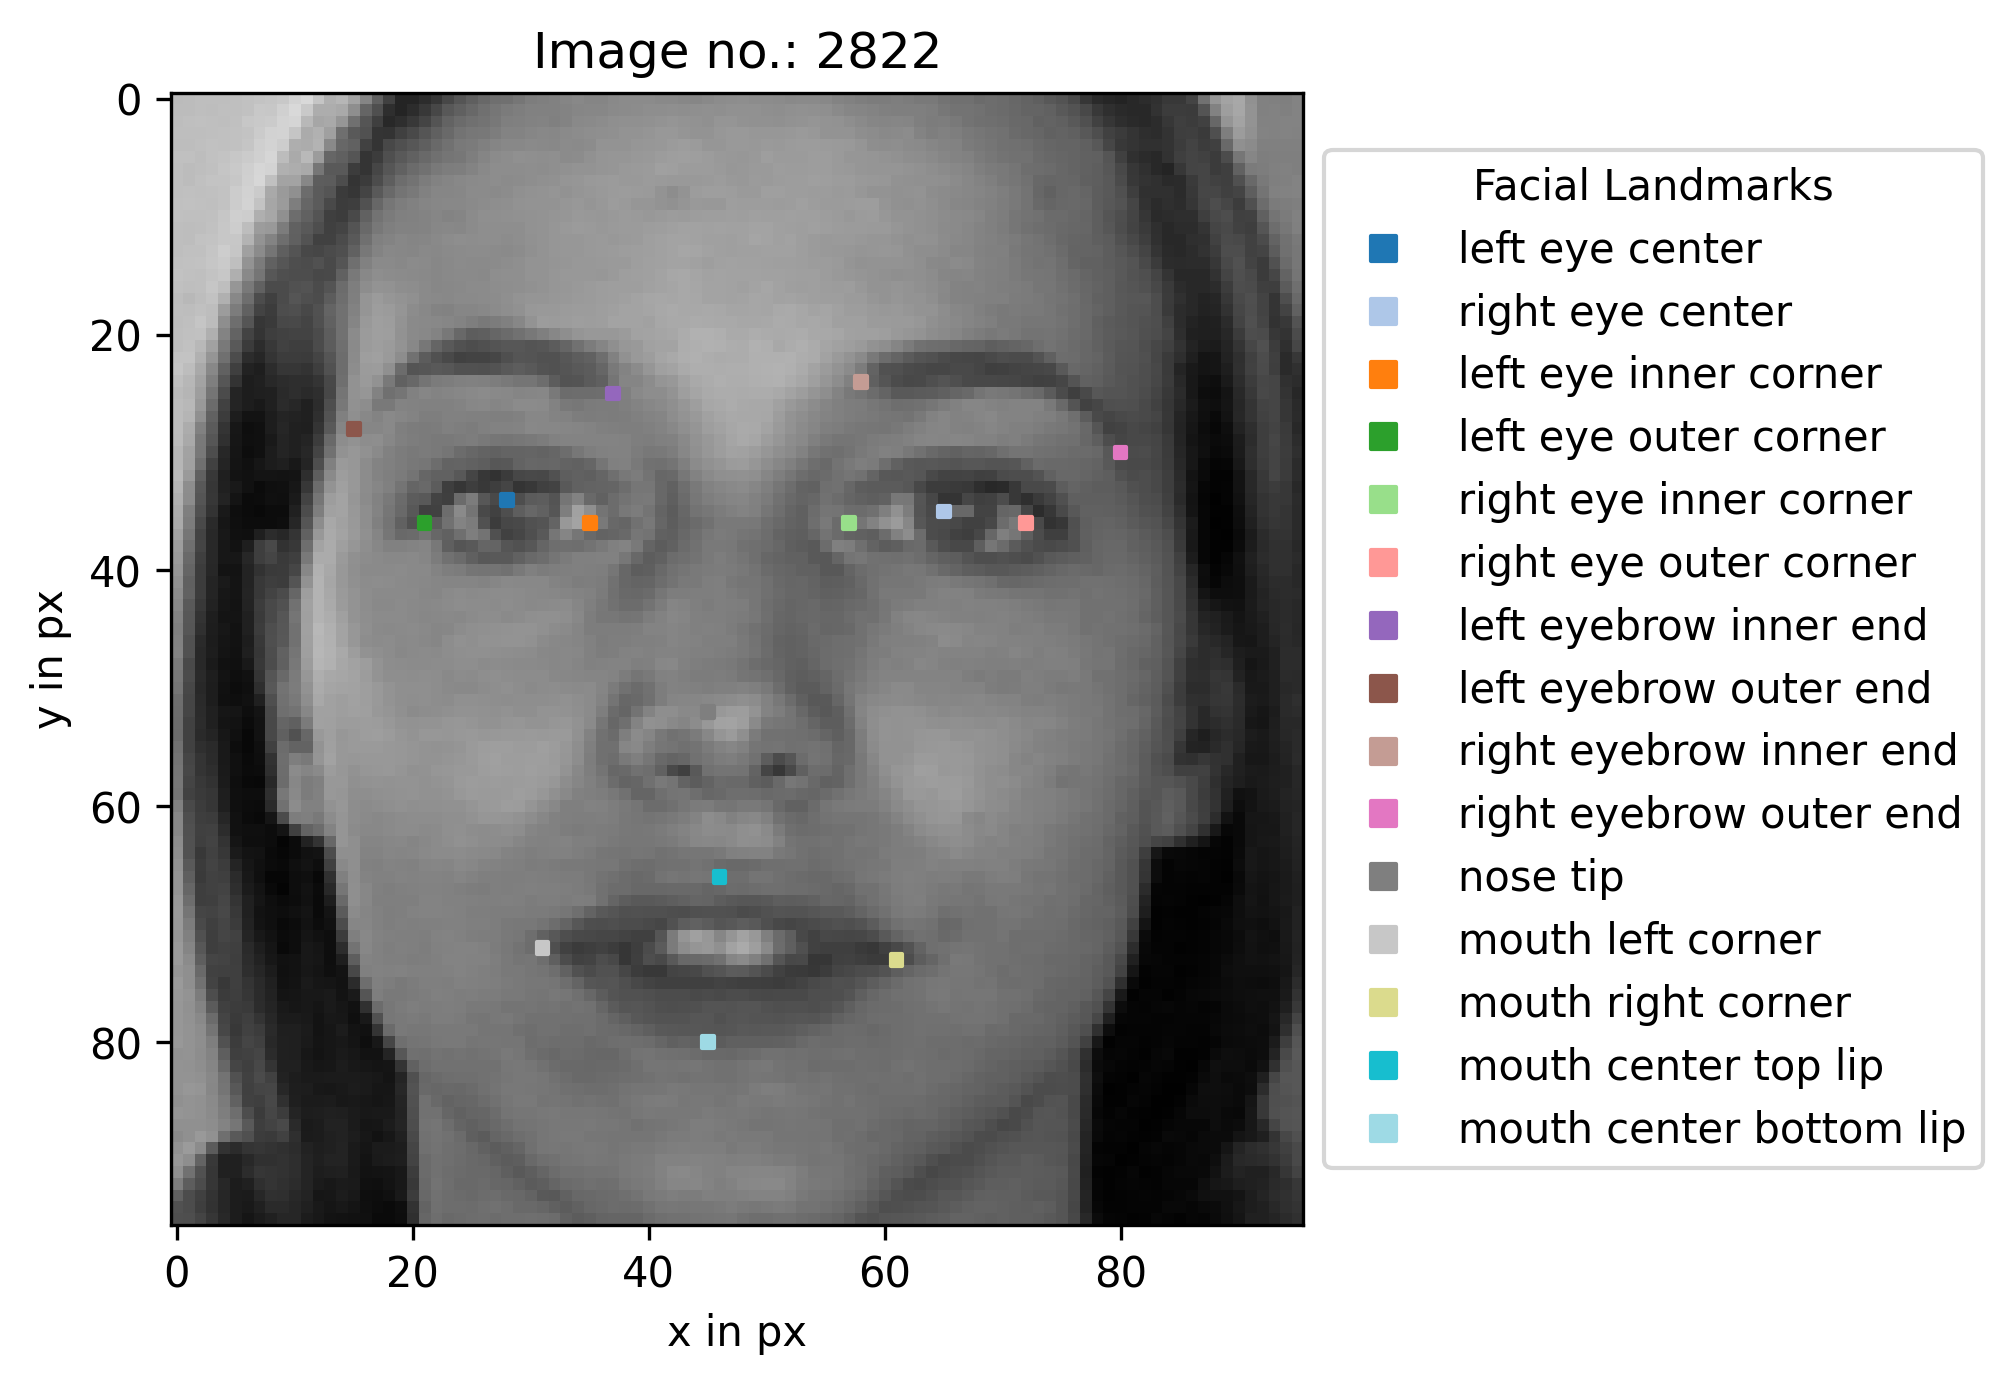 Image no.: 2822
0
20
40
60
80
y in px
0 20 40 60 80
x in px
Facial Landmarks
left eye center
right eye center
left eye inner corner
left eye outer corner
right eye inner corner
right eye outer corner
left eyebrow inner end
left eyebrow outer end
right eyebrow inner end
right eyebrow outer end
nose tip
mouth left corner
mouth right corner
mouth center top lip
mouth center bottom lip